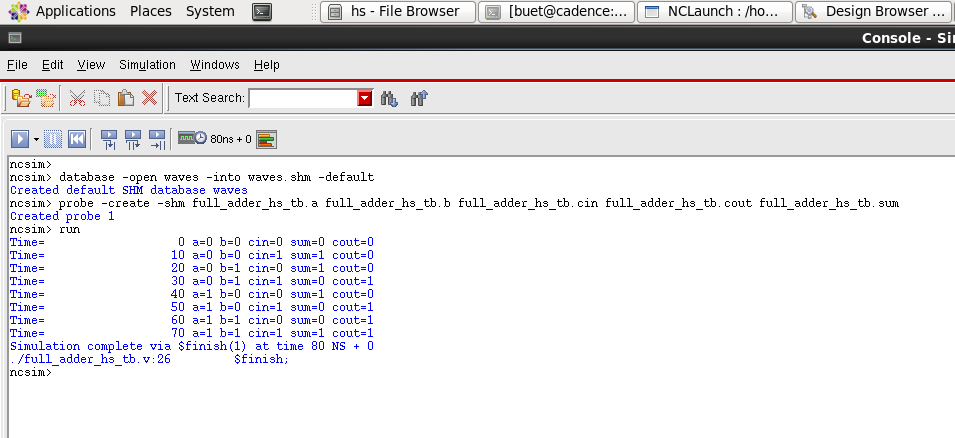 Applications Places System hs - File Browser [buet@cadence:... NCLaunch : /ho... Design Browser ...
Console - Si
File Edit View Simulation Windows Help
Text Search:
80ns + 0
ncsim>
ncsim> database -open waves -into waves.shm -default
Created default SHM database waves
ncsim> probe -create -shm full_adder_hs_tb.a full_adder_hs_tb.b full_adder_hs_tb.cin full_adder_hs_tb.cout full_adder_hs_tb.sum
Created probe 1
ncsim> run
Time=                   0 a=0 b=0 cin=0 sum=0 cout=0
Time=                  10 a=0 b=0 cin=1 sum=1 cout=0
Time=                  20 a=0 b=1 cin=0 sum=1 cout=0
Time=                  30 a=0 b=1 cin=1 sum=0 cout=1
Time=                  40 a=1 b=0 cin=0 sum=1 cout=0
Time=                  50 a=1 b=0 cin=1 sum=0 cout=1
Time=                  60 a=1 b=1 cin=0 sum=0 cout=1
Time=                  70 a=1 b=1 cin=1 sum=1 cout=1
Simulation complete via $finish(1) at time 80 NS + 0
./full_adder_hs_tb.v:26         $finish;
ncsim>